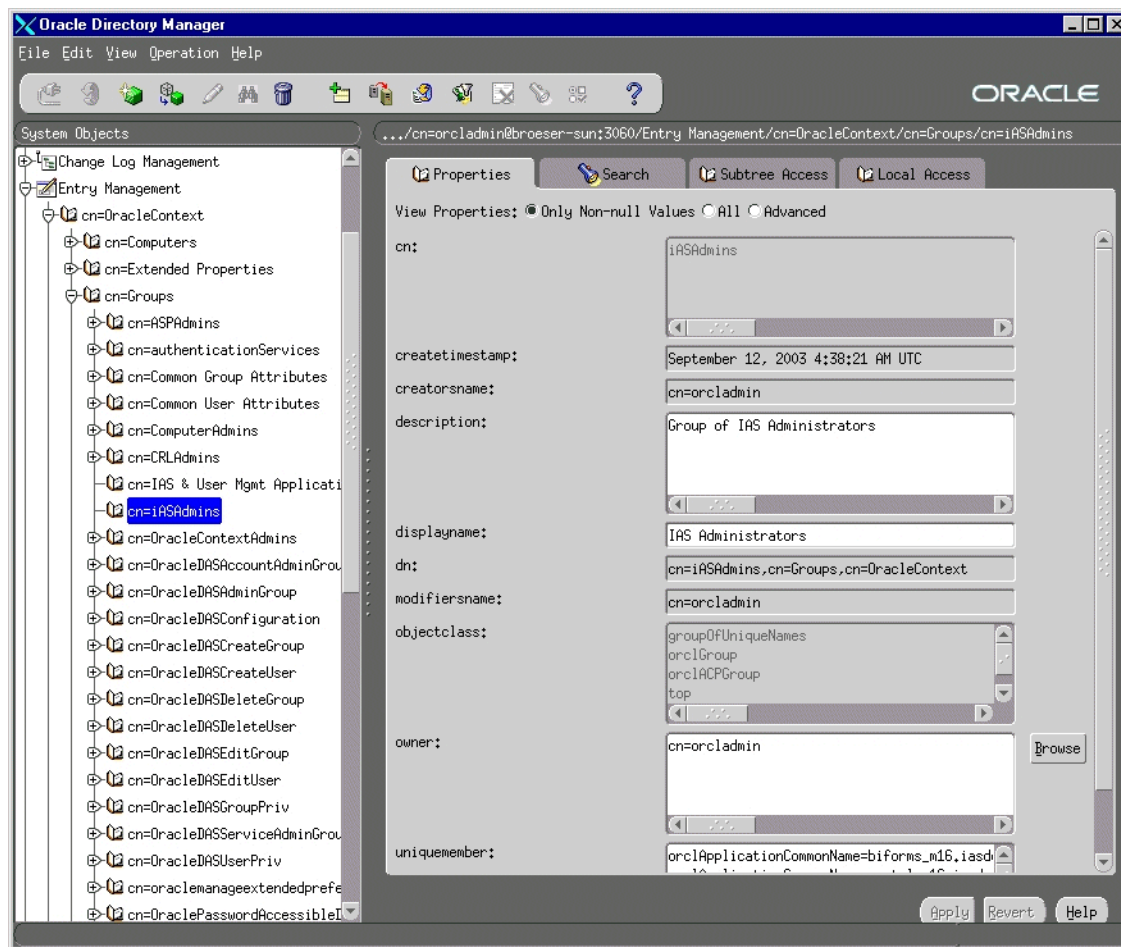 Oracle Directory Manager
File Edit View Operation Help
?
ORACLE
System Objects
.../cn=orcladmin@broeser-sun:3060/Entry Management/cn=OracleContext/cn=Groups/cn=iASAdmins
Change Log Management
Entry Management
cn=OracleContext
cn=Computers
cn=Extended Properties
cn=Groups
cn=ASPAdmins
cn=authenticationServices
cn=Common Group Attributes
cn=Common User Attributes
cn=ComputerAdmins
cn=CRLAdmins
cn=IAS & User Mgmt Applicati
cn=iASAdmins
cn=OracleContextAdmins
cn=OracleDASAccountAdminGrou
cn=OracleDASAdminGroup
cn=OracleDASConfiguration
cn=OracleDASCreateGroup
cn=OracleDASCreateUser
cn=OracleDASDeleteGroup
cn=OracleDASDeleteUser
cn=OracleDASEditGroup
cn=OracleDASEditUser
cn=OracleDASGroupPriv
cn=OracleDASServiceAdminGrou
cn=OracleDASUserPriv
cn=oraclemanageextendedprefe
cn=OraclePasswordAccessibleD
Properties Search Subtree Access Local Access
View Properties: Only Non-null Values All Advanced
cn: iASAdmins
createtimestamp: September 12, 2003 4:38:21 AM UTC
creatorsname: cn=orcladmin
description: Group of IAS Administrators
displayname: IAS Administrators
dn: cn=iASAdmins,cn=Groups,cn=OracleContext
modifiersname: cn=orcladmin
objectclass: groupOfUniqueNames
orclGroup
orclACPGroup
top
owner: cn=orcladmin
Browse
uniquemember: orclApplicationCommonName=biforms_m16.iasd
Apply Revert Help